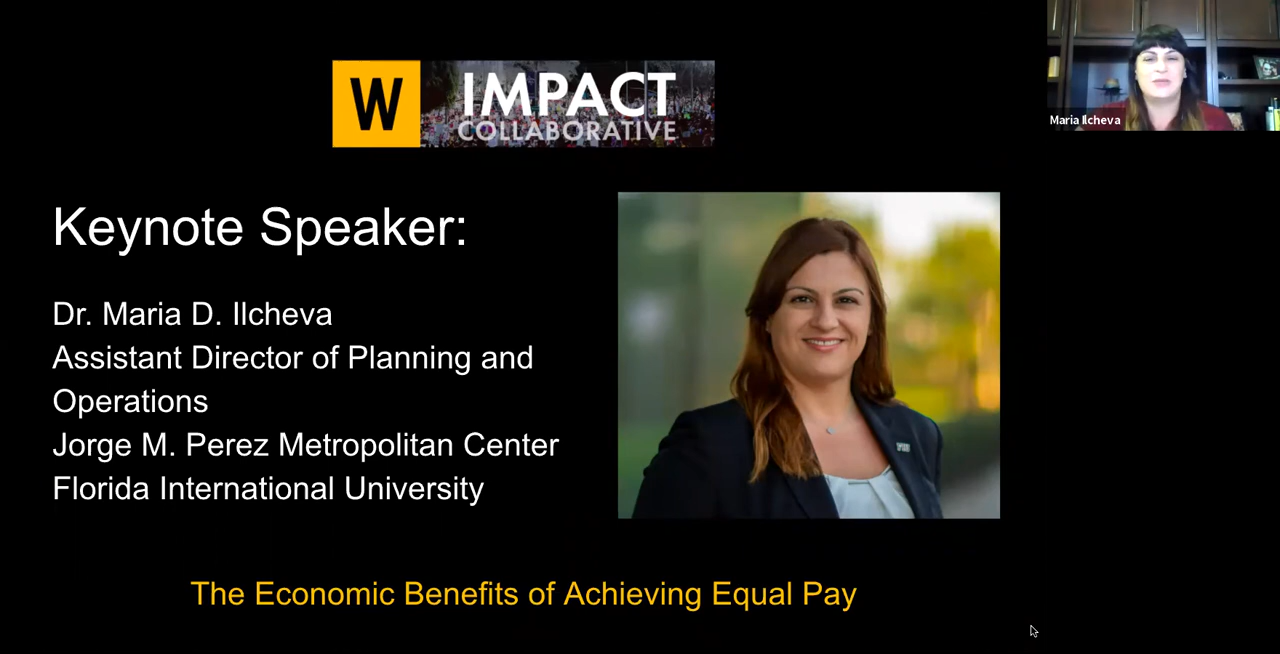 W IMPACT
COLLABORATIVE
Maria Ilcheva
Keynote Speaker:
Dr. Maria D. Ilcheva
Assistant Director of Planning and
Operations
Jorge M. Perez Metropolitan Center
Florida International University
FIU
The Economic Benefits of Achieving Equal Pay